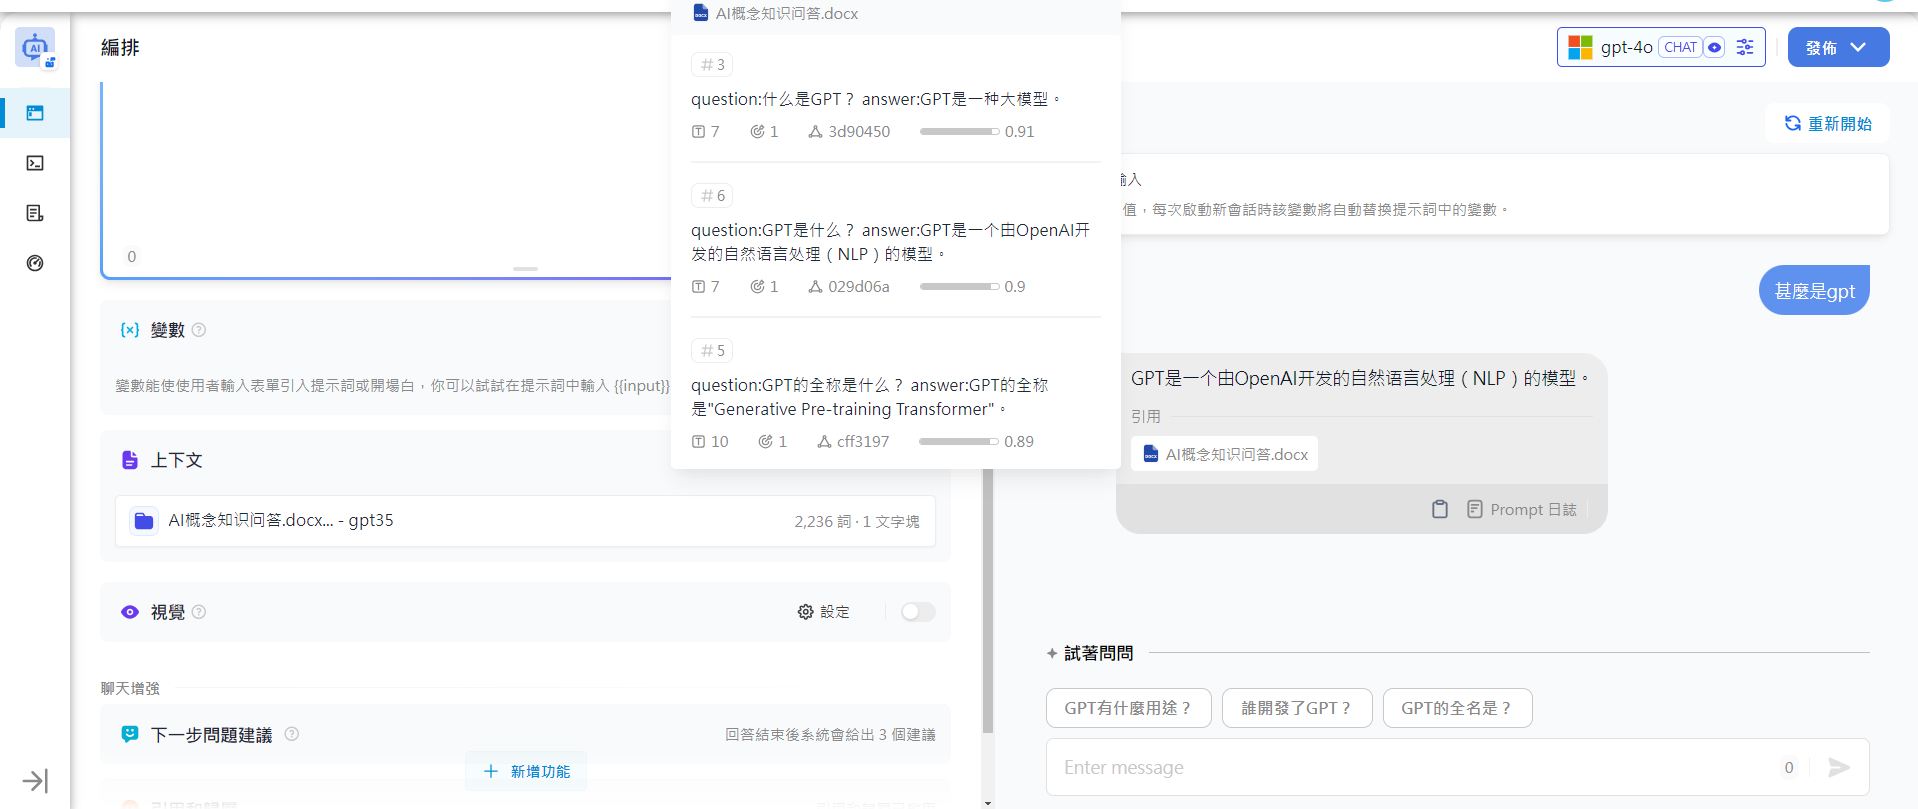 AI概念知识问答.docx
編排
gpt-4o CHAT
發佈
# 3
question:什么是GPT？ answer:GPT是一种大模型。
7 1 3d90450 0.91
重新開始
輸入
值，每次啟動新會話時該變數將自動替換提示詞中的變數。
# 6
question:GPT是什么？ answer:GPT是一个由OpenAI开
发的自然语言处理（NLP）的模型。
7 1 029d06a 0.9
0
甚麼是gpt
變數
變數能使使用者輸入表單引入提示詞或開場白，你可以試試在提示詞中輸入 {{input}}
# 5
question:GPT的全称是什么？ answer:GPT的全称
是"Generative Pre-training Transformer"。
10 1 cff3197 0.89
GPT是一个由OpenAI开发的自然语言处理（NLP）的模型。
引用
AI概念知识问答.docx
Prompt 日誌
上下文
AI概念知识问答.docx... - gpt35
2,236 詞 · 1 文字塊
視覺
設定
聊天增強
下一步問題建議
回答結束後系統會給出 3 個建議
新增功能
引用和歸屬
試著問問
GPT有什麼用途？
誰開發了GPT？
GPT的全名是？
Enter message
0